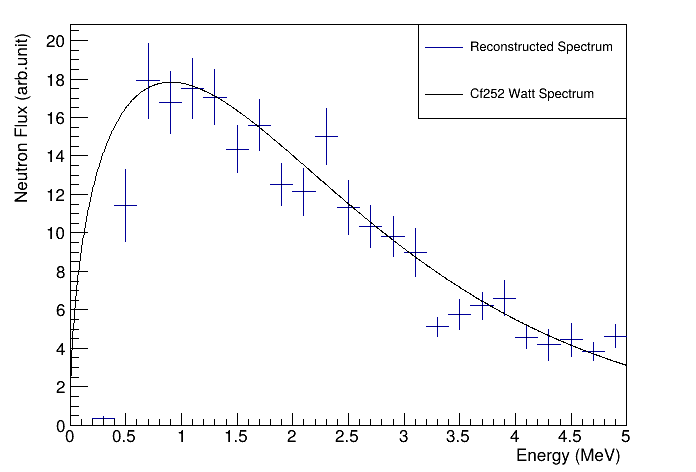 Neutron Flux (arb.unit)
20
18
16
14
12
10
8
6
4
2
0
Reconstructed Spectrum
Cf252 Watt Spectrum
0 0.5 1 1.5 2 2.5 3 3.5 4 4.5 5
Energy (MeV)